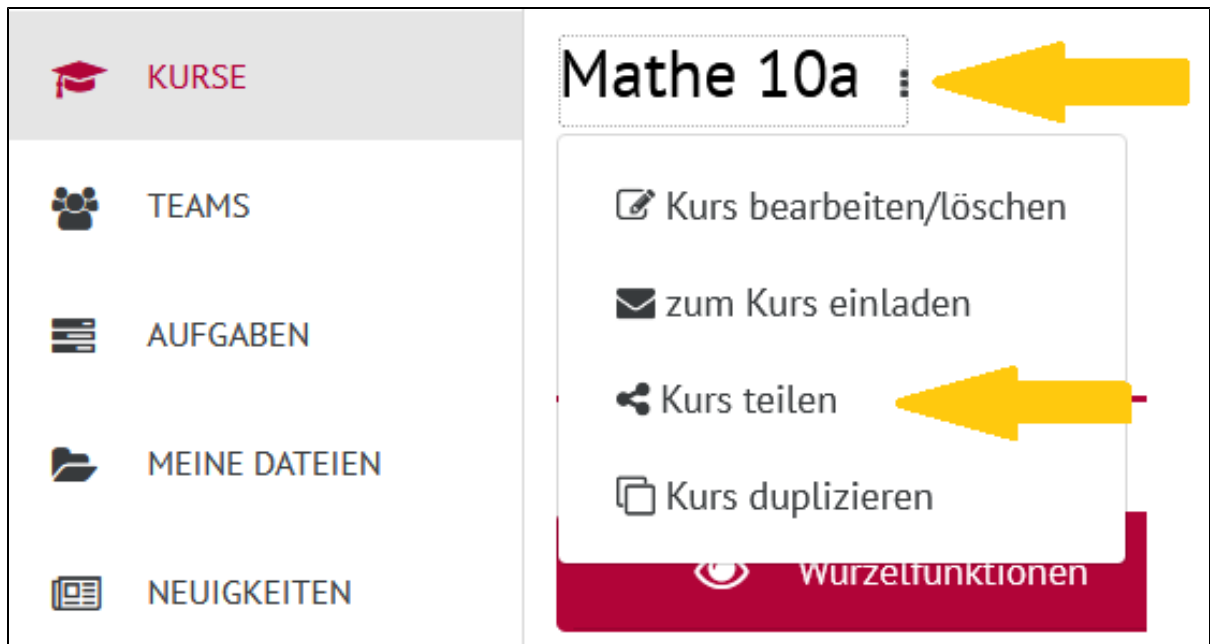 KURSE
TEAMS
AUFGABEN
MEINE DATEIEN
NEUIGKEITEN
Mathe 10a
Kurs bearbeiten/löschen
zum Kurs einladen
Kurs teilen
Kurs duplizieren
Wurzelfunktionen